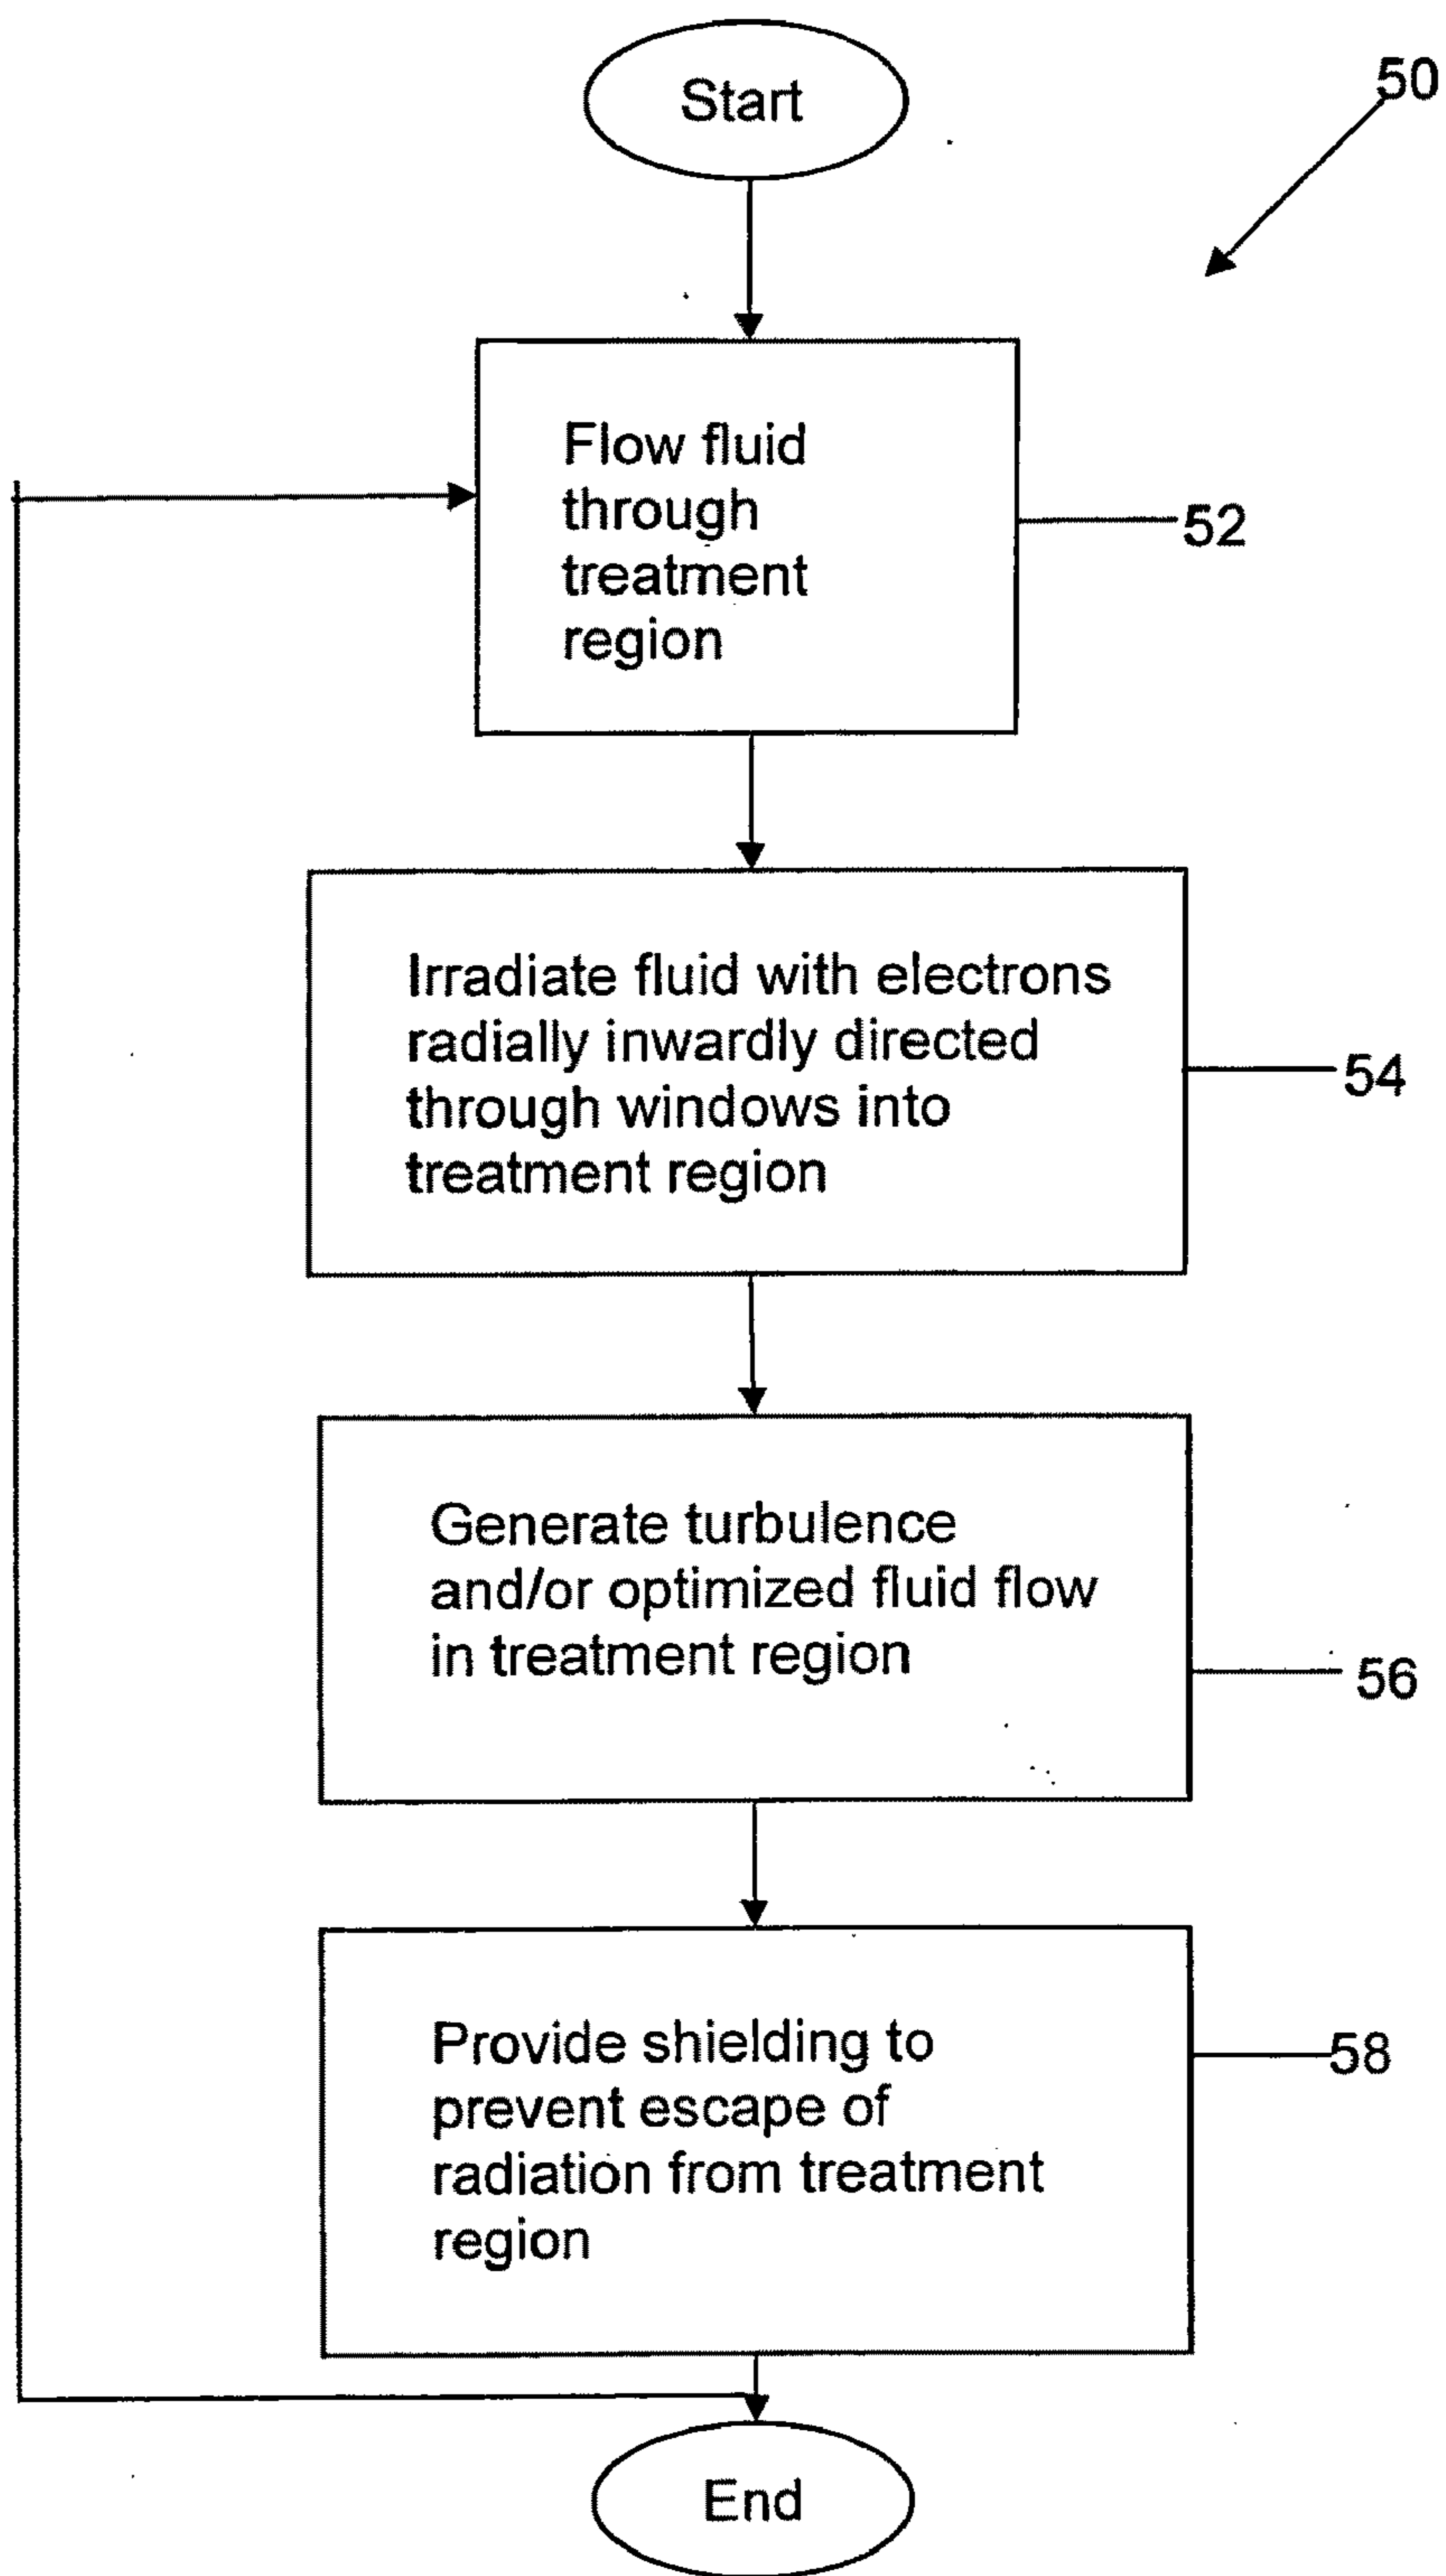 Start
50
Flow fluid
through
treatment
region
52
Irradiate fluid with electrons
radially inwardly directed
through windows into
treatment region
54
Generate turbulence
and/or optimized fluid flow
in treatment region
56
Provide shielding to
prevent escape of
radiation from treatment
region
58
End